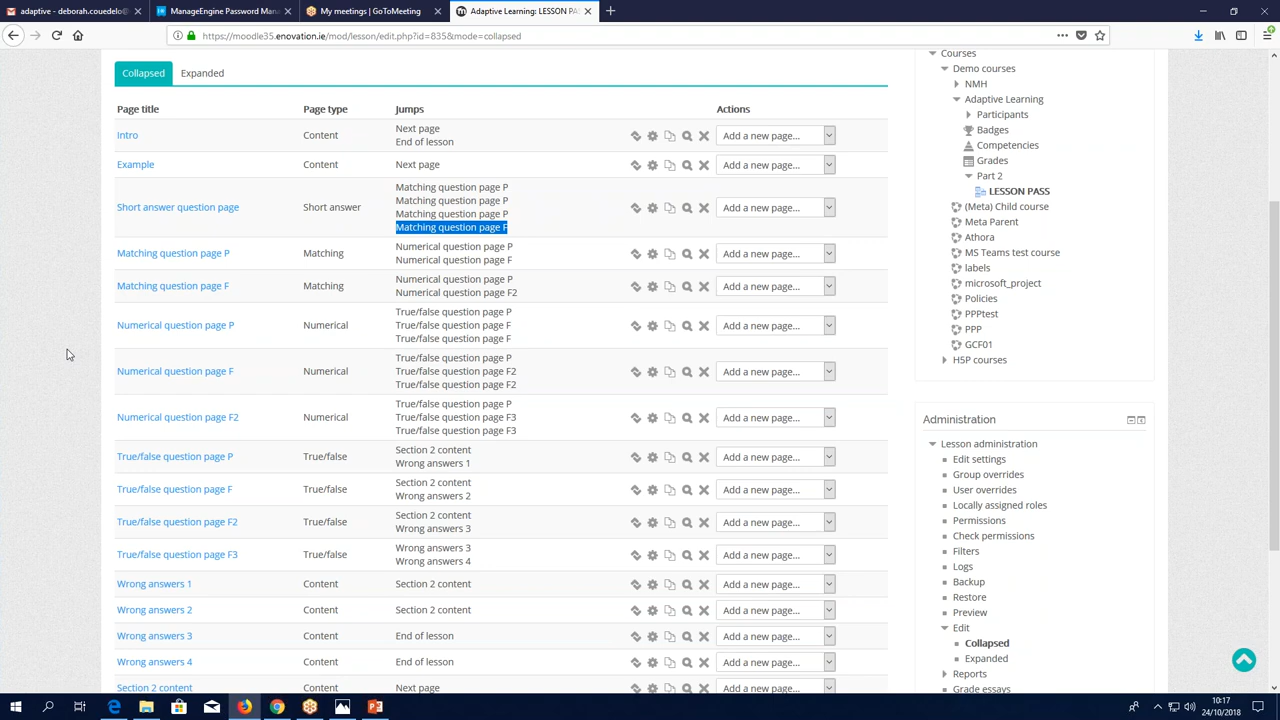 adaptive - deborah.couedelo
ManageEngine Password Man
My meetings | GoToMeeting
Adaptive Learning: LESSON PA
https://moodle35.enovation.ie/mod/lesson/edit.php?id=835&mode=collapsed
Collapsed Expanded
Page title Page type Jumps Actions
Intro Content Next page Add a new page...
End of lesson
Example Content Next page Add a new page...
Matching question page P
Matching question page P
Short answer question page Short answer Matching question page P Add a new page...
Matching question page F
Matching question page P Matching Numerical question page P Add a new page...
Numerical question page F
Matching question page F Matching Numerical question page P Add a new page...
Numerical question page F2
True/false question page P
Numerical question page P Numerical True/false question page F Add a new page...
True/false question page F
True/false question page P
Numerical question page F Numerical True/false question page F2 Add a new page...
True/false question page F2
True/false question page P
Numerical question page F2 Numerical True/false question page F3 Add a new page...
True/false question page F3
True/false question page P True/false Section 2 content Add a new page...
Wrong answers 1
True/false question page F True/false Section 2 content Add a new page...
Wrong answers 2
True/false question page F2 True/false Section 2 content Add a new page...
Wrong answers 3
True/false question page F3 True/false Wrong answers 3 Add a new page...
Wrong answers 4
Wrong answers 1 Content Section 2 content Add a new page...
Wrong answers 2 Content Section 2 content Add a new page...
Wrong answers 3 Content End of lesson Add a new page...
Wrong answers 4 Content End of lesson Add a new page...
Section 2 content Content Next page Add a new page...
Courses
Demo courses
NMH
Adaptive Learning
Participants
Badges
Competencies
Grades
Part 2
LESSON PASS
(Meta) Child course
Meta Parent
Athora
MS Teams test course
labels
microsoft_project
Policies
PPPtest
PPP
GCF01
H5P courses
Administration
Lesson administration
Edit settings
Group overrides
User overrides
Locally assigned roles
Permissions
Check permissions
Filters
Logs
Backup
Restore
Preview
Edit
Collapsed
Expanded
Reports
Grade essays
10:17
24/10/2018